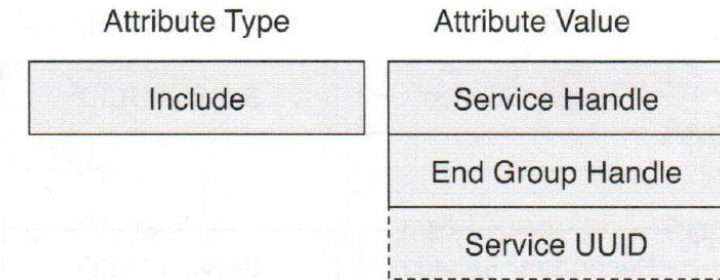 Attribute Type Attribute Value
Include Service Handle
End Group Handle
Service UUID